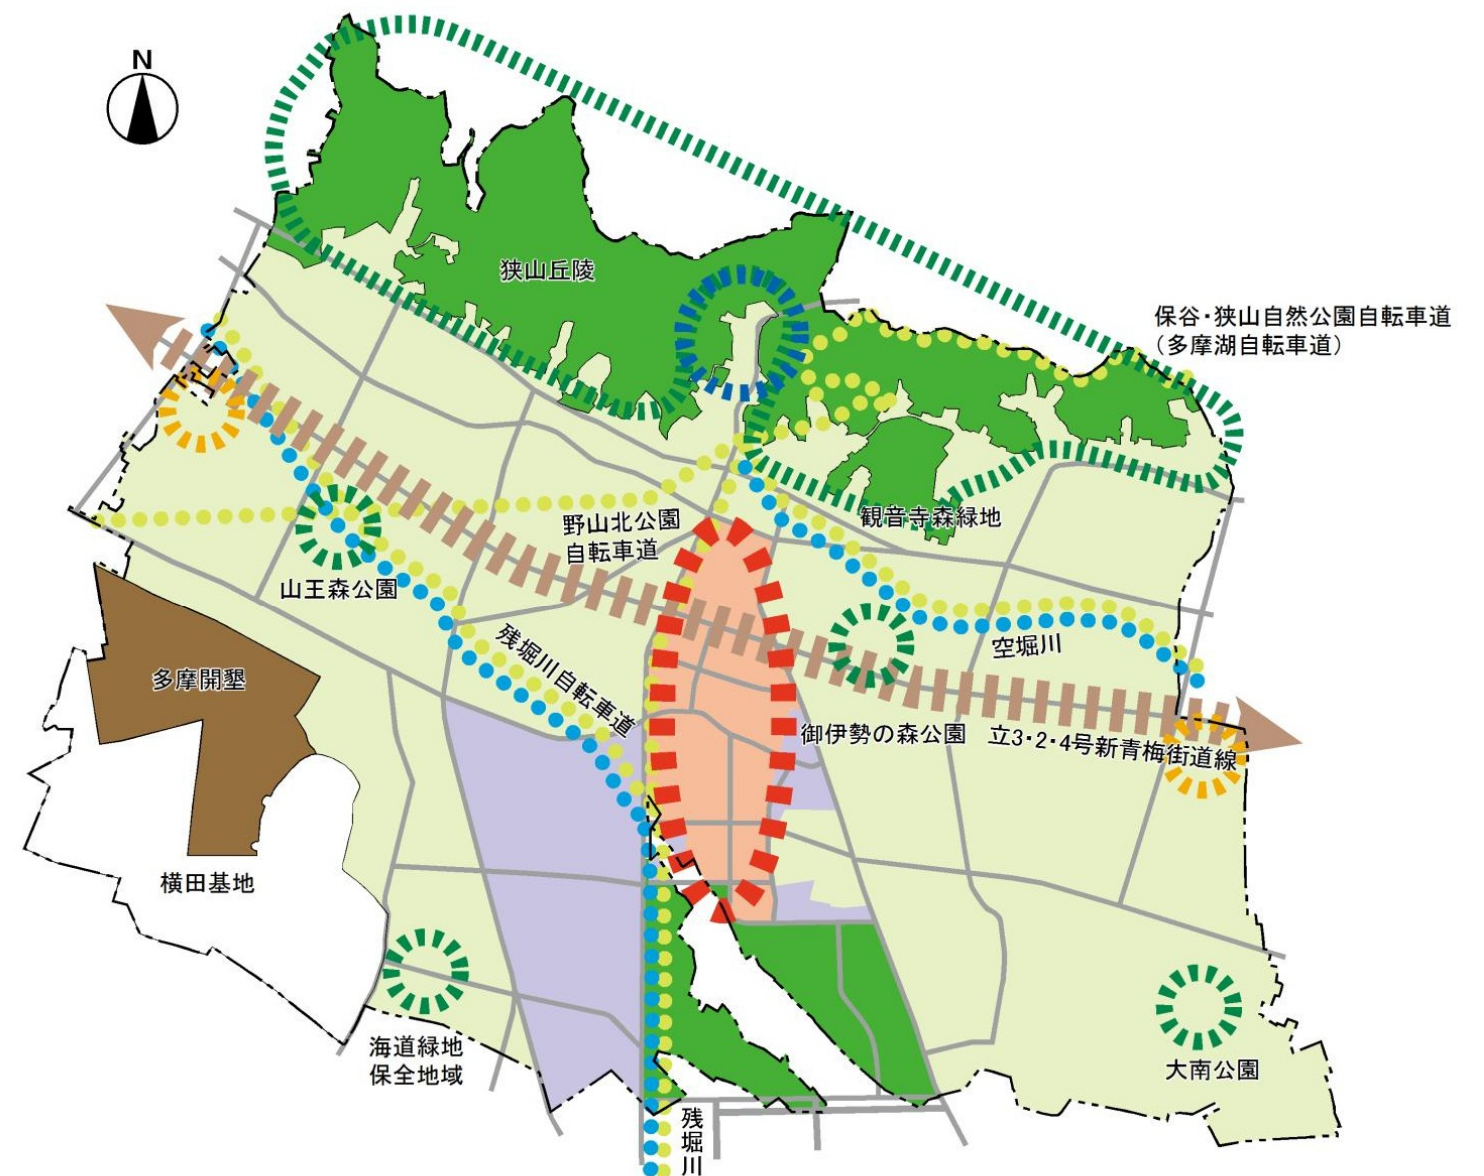 N
狭山丘陵
保谷・狭山自然公園自転車道
（多摩湖自転車道）
野山北公園
自転車道
観音寺森緑地
山王森公園
残堀川自転車道
空堀川
多摩開墾
御伊勢の森公園
立3・2・4号新青梅街道線
横田基地
海道緑地
保全地域
大南公園
残堀川